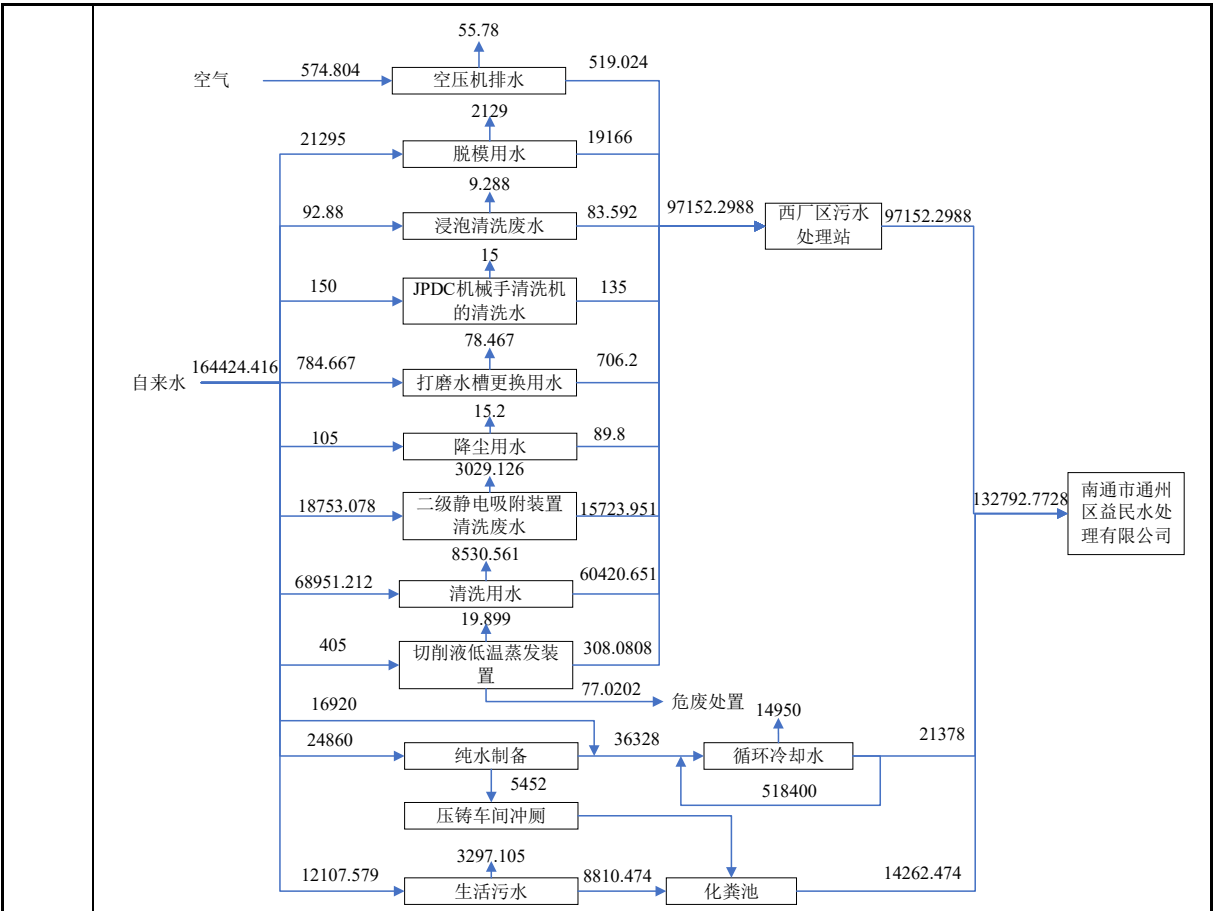 55.78
空气
574.804
空压机排水
519.024
2129
21295
脱模用水
19166
9.288
92.88
浸泡清洗废水
83.592
97152.2988
西厂区污水
处理站
97152.2988
15
150
JPDC机械手清洗机
的清洗水
135
78.467
自来水
164424.416
784.667
打磨水槽更换用水
706.2
15.2
105
降尘用水
89.8
3029.126
18753.078
二级静电吸附装置
清洗废水
15723.951
132792.7728
南通市通州
区益民水处
理有限公司
8530.561
68951.212
清洗用水
60420.651
19.899
405
切削液低温蒸发装
置
308.0808
77.0202
危废处置
16920
14950
24860
纯水制备
36328
循环冷却水
21378
5452
518400
压铸车间冲厕
3297.105
12107.579
生活污水
8810.474
化粪池
14262.474